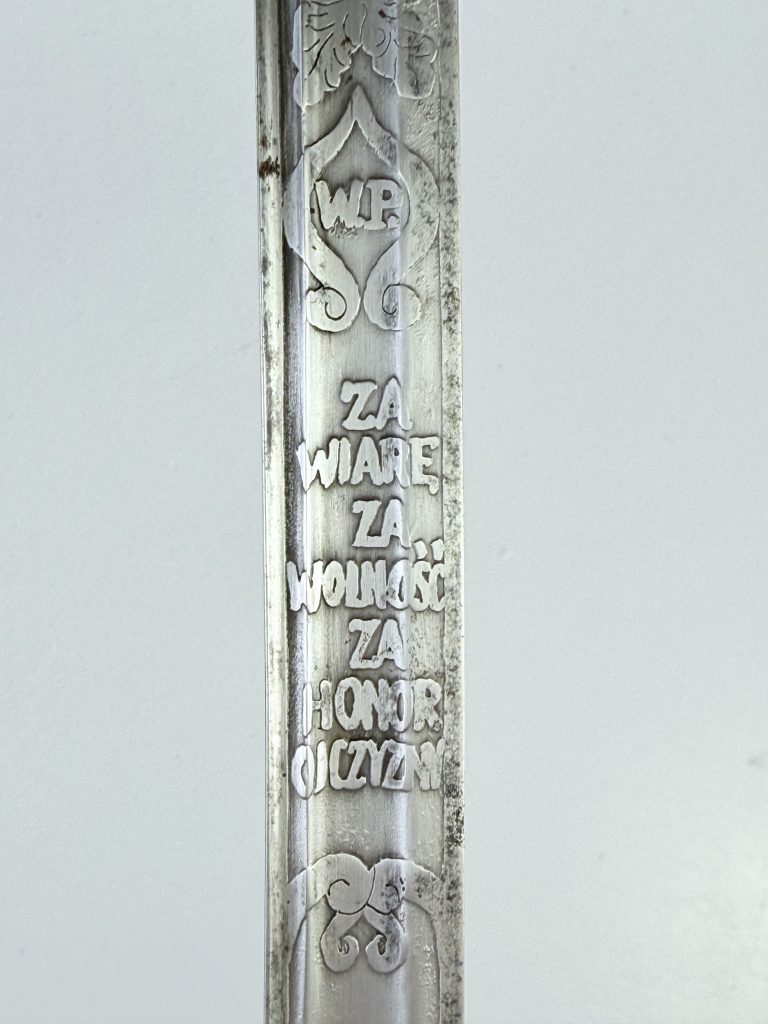 W.P.
ZA
WIARĘ
ZA
WOLNOŚĆ
ZA
HONOR
OJCZYZNY